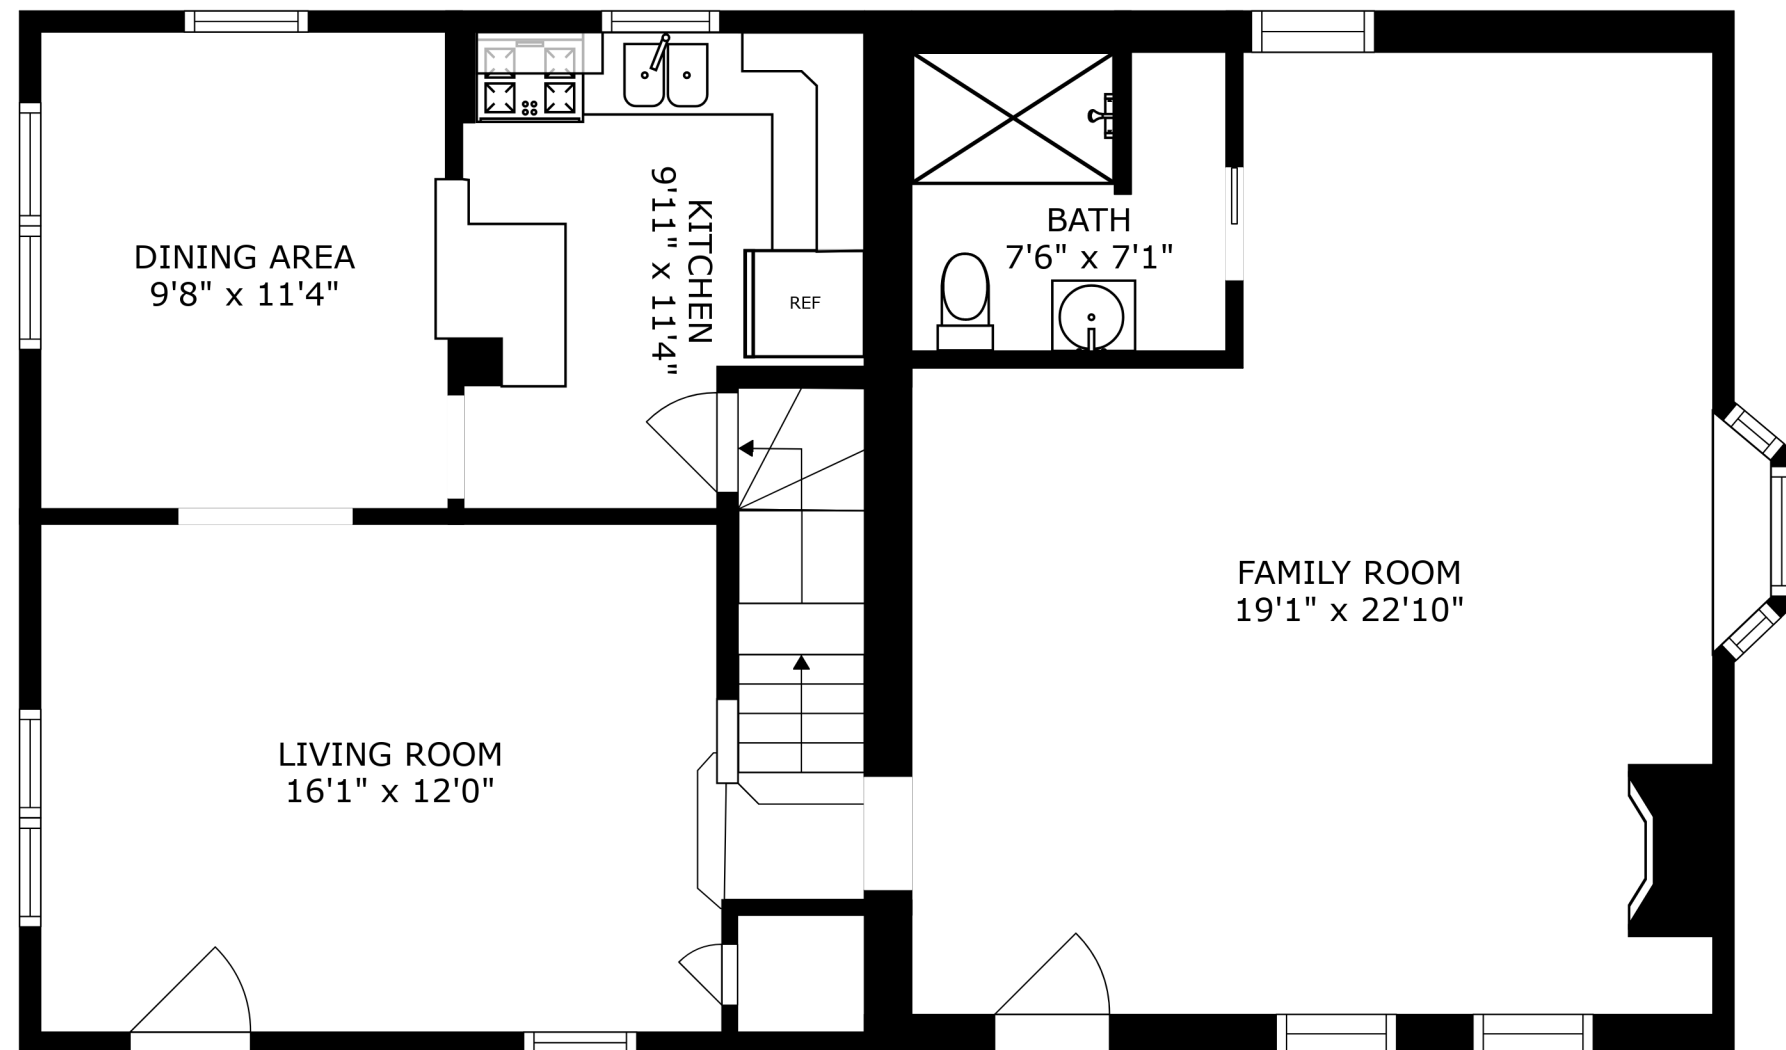 DINING AREA
9'8" x 11'4"
KITCHEN
9'11" x 11'4"
REF
BATH
7'6" x 7'1"
FAMILY ROOM
19'1" x 22'10"
LIVING ROOM
16'1" x 12'0"